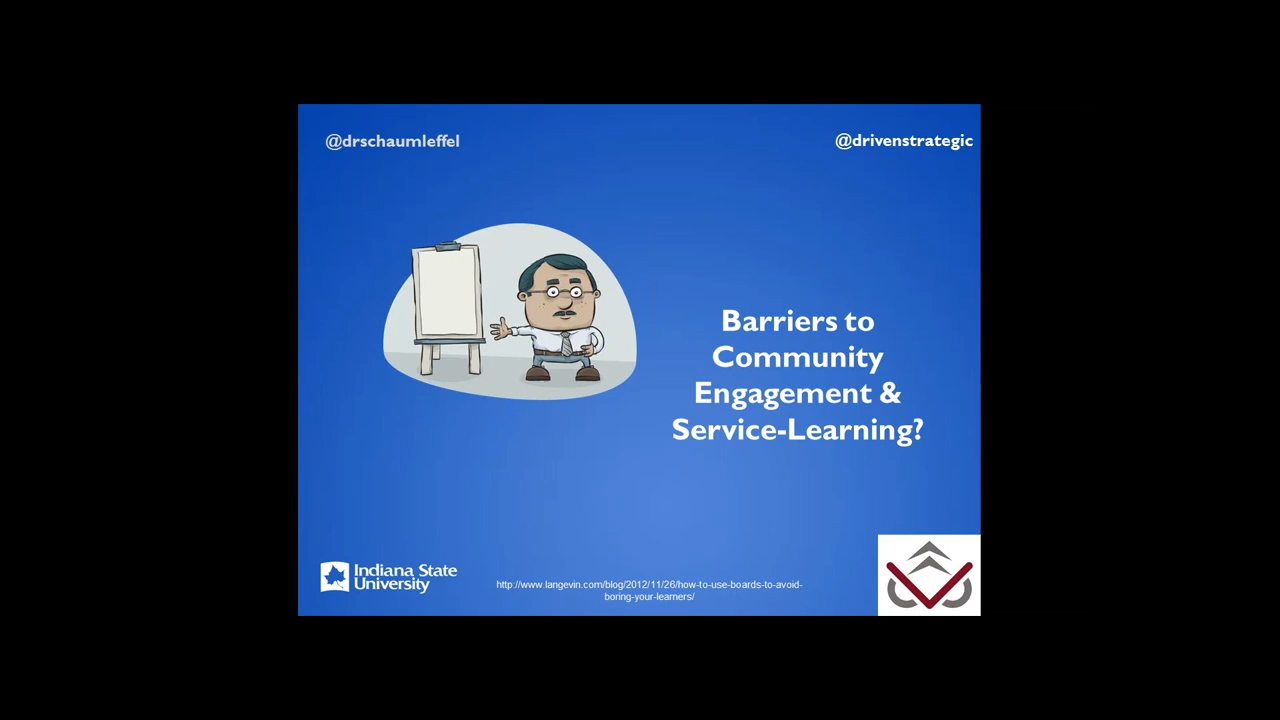 @drschaumleffel
@drivenstrategic
Barriers to
Community
Engagement &
Service-Learning?
Indiana State
University
http://www.langevin.com/blog/2012/11/26/how-to-use-boards-to-avoid-
boring-your-learners/